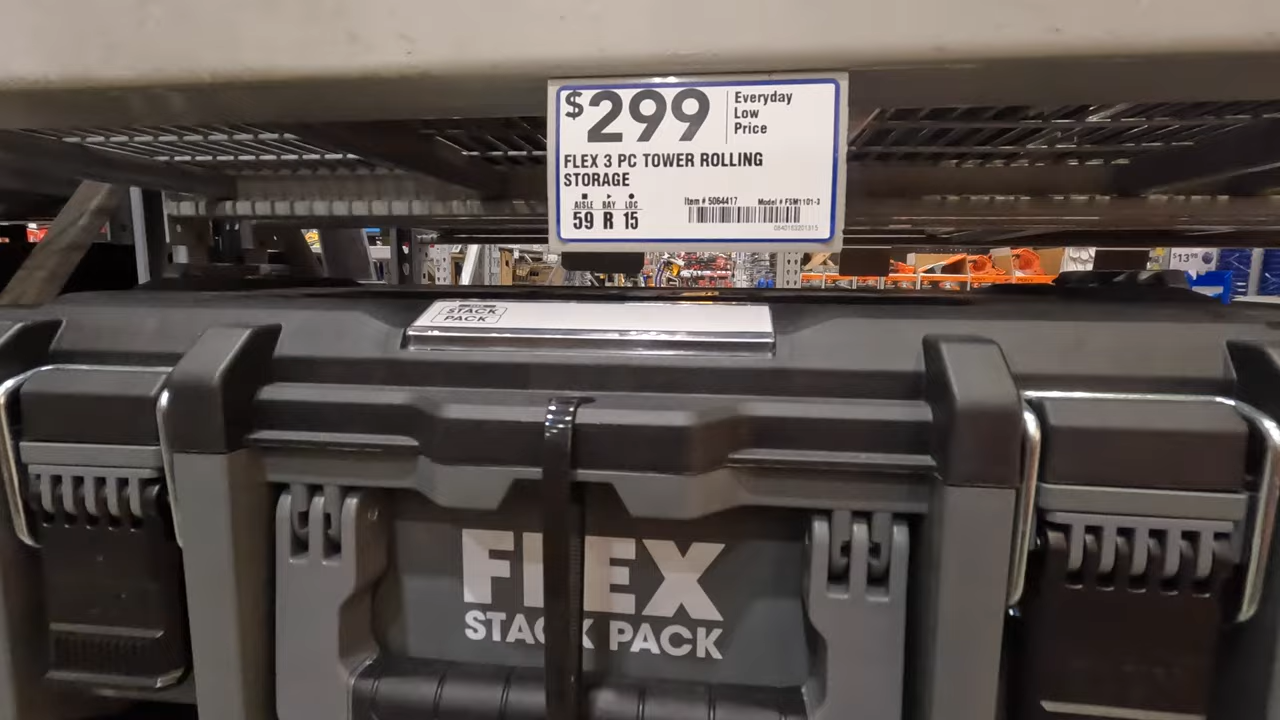 $299
Everyday
Low
Price
FLEX 3 PC TOWER ROLLING
STORAGE
AISLE BAY LOC
59 R 15
Item # 5064417 Model # FSM1101-3
$13.98
STACK
PACK
FLEX
STACK PACK